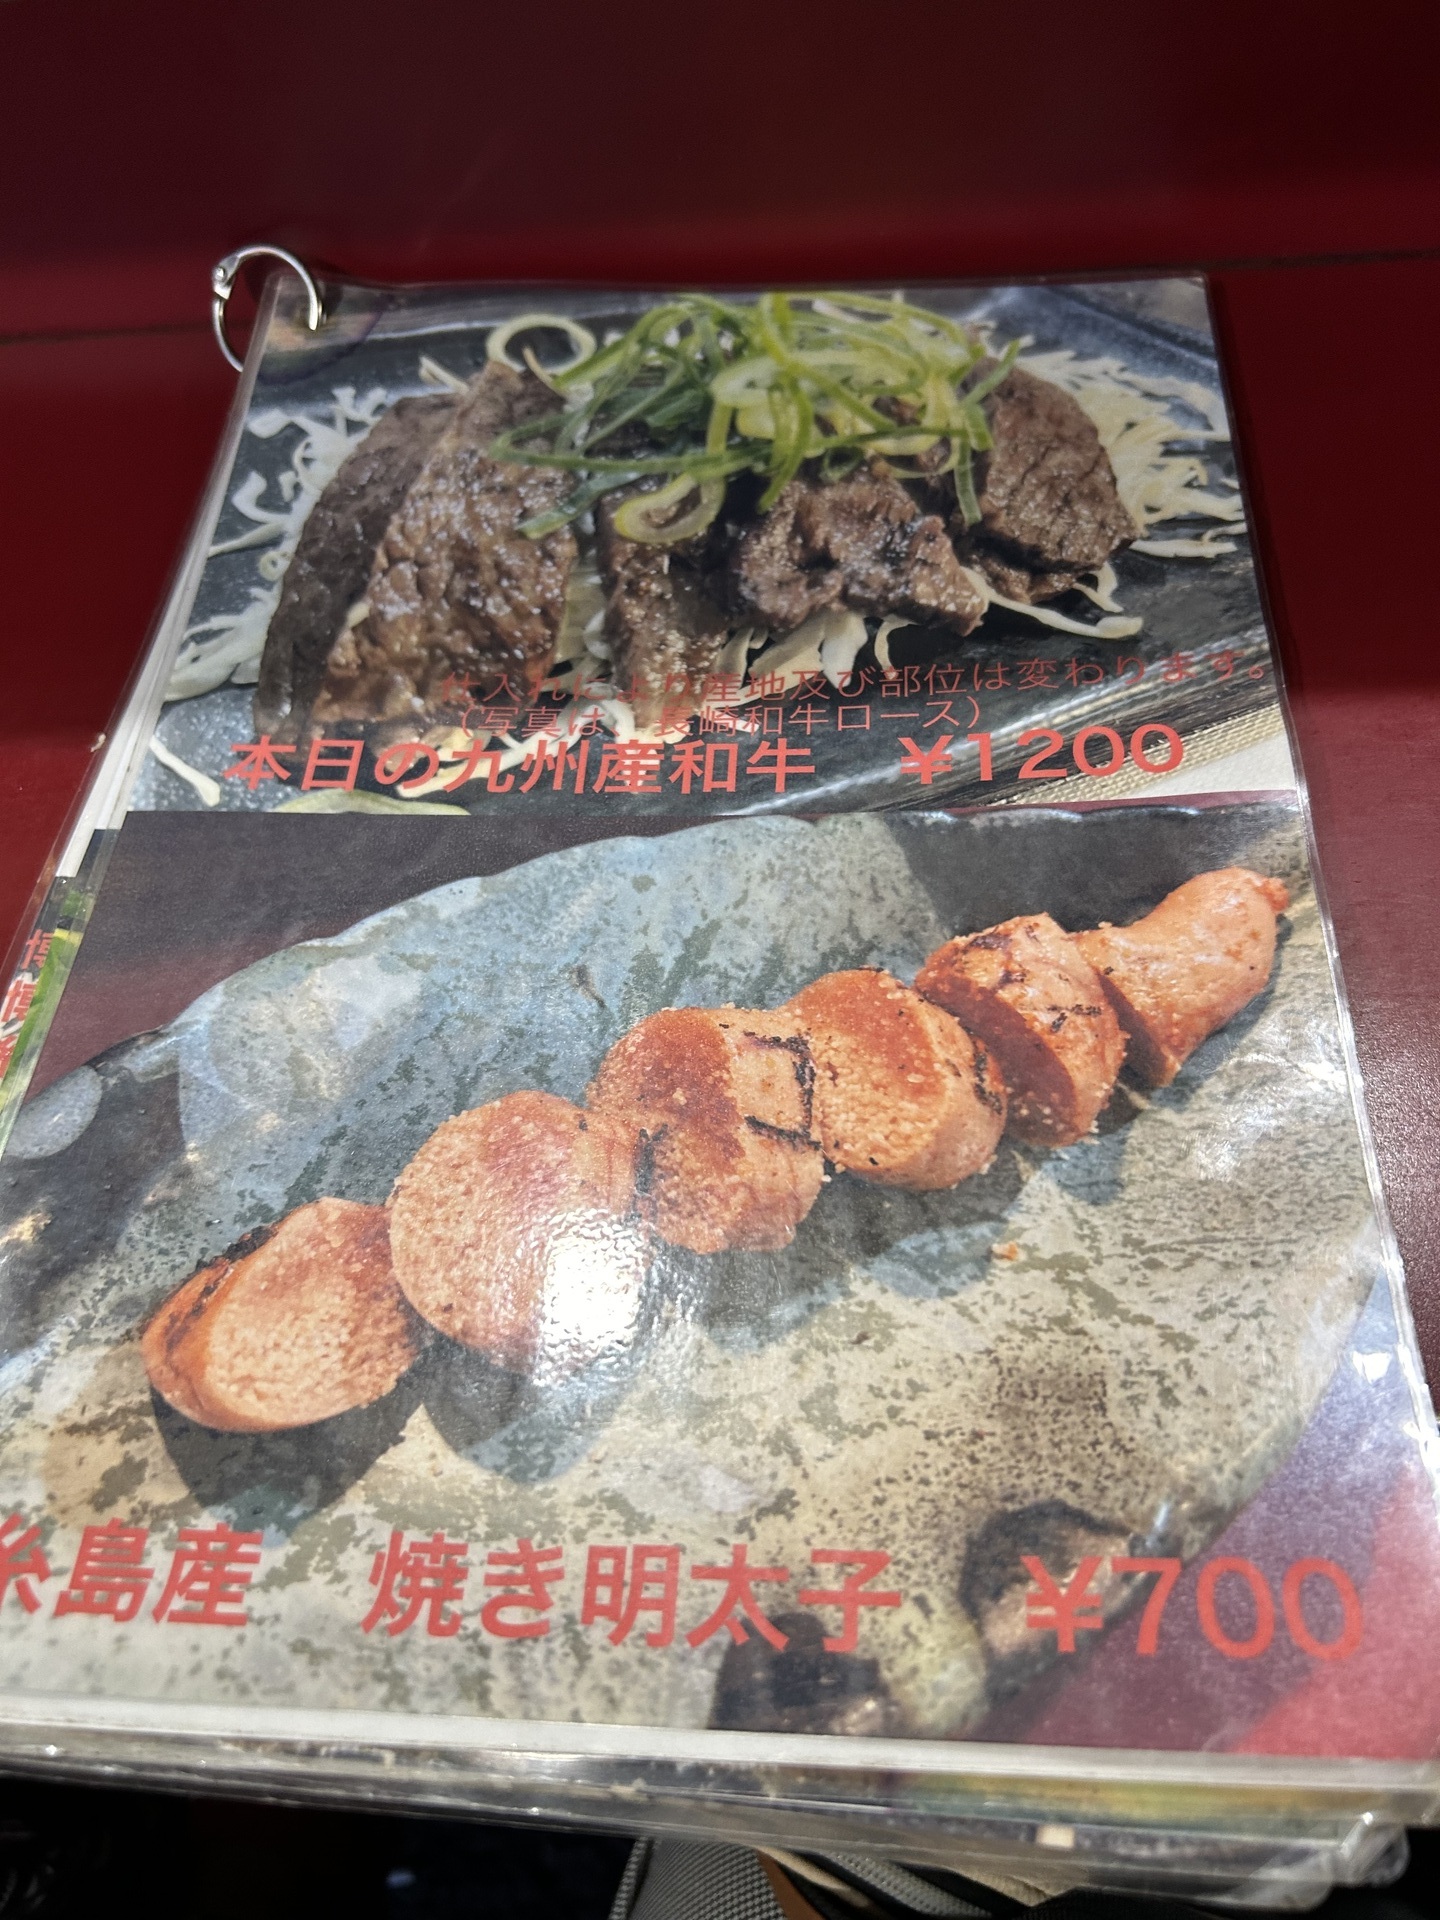 仕入れにより産地及び部位は変わります。
（写真は、長崎和牛ロース）
本日の九州産和牛　¥1200
糸島産　焼き明太子　¥700
博
博